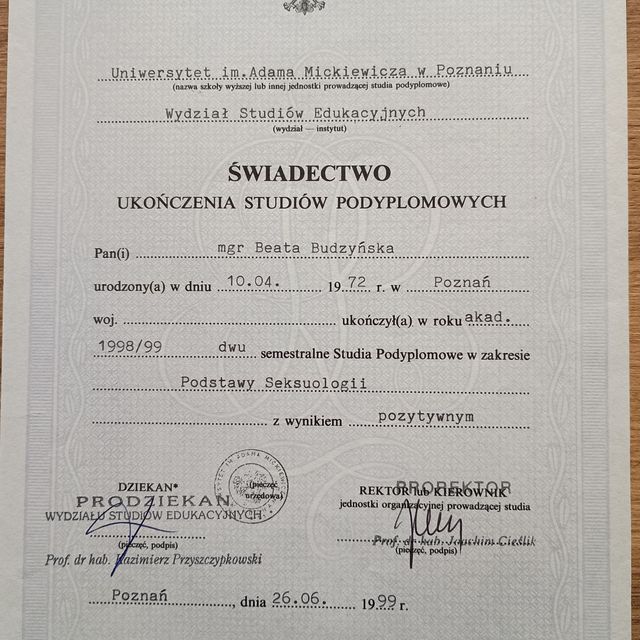 Uniwersytet im.Adama Mickiewicza w Poznaniu
(nazwa szkoły wyższej lub innej jednostki prowadzącej studia podyplomowe)
Wydział Studiów Edukacyjnych
(wydział — instytut)
ŚWIADECTWO
UKOŃCZENIA STUDIÓW PODYPLOMOWYCH
Pan(i) mgr Beata Budzyńska
urodzony(a) w dniu 10.04. 1972 r. w Poznań
woj. ukończył(a) w roku akad.
1998/99 dwu semestralne Studia Podyplomowe w zakresie
Podstawy Seksuologii
z wynikiem pozytywnym
(pieczęć
urzędowa)
DZIEKAN*
PRODZIEKAN
WYDZIAŁU STUDIÓW EDUKACYJNYCH
(pieczęć, podpis)
Prof. dr hab. Kazimierz Przyszczypkowski
PROREKTOR
REKTOR lub KIEROWNIK
jednostki organizacyjnej prowadzącej studia
Prof. dr hab. Joachim Cieślik
(pieczęć, podpis)
Poznań, dnia 26.06. 1999 r.